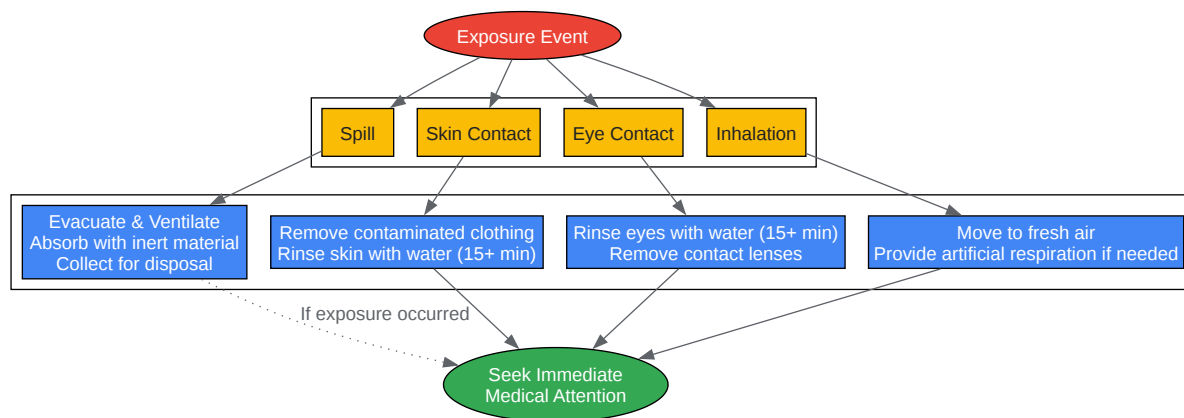 Exposure Event
Spill
Skin Contact
Eye Contact
Inhalation
Evacuate & Ventilate
Absorb with inert material
Collect for disposal
Remove contaminated clothing
Rinse skin with water (15+ min)
Rinse eyes with water (15+ min)
Remove contact lenses
Move to fresh air
Provide artificial respiration if needed
If exposure occurred
Seek Immediate
Medical Attention